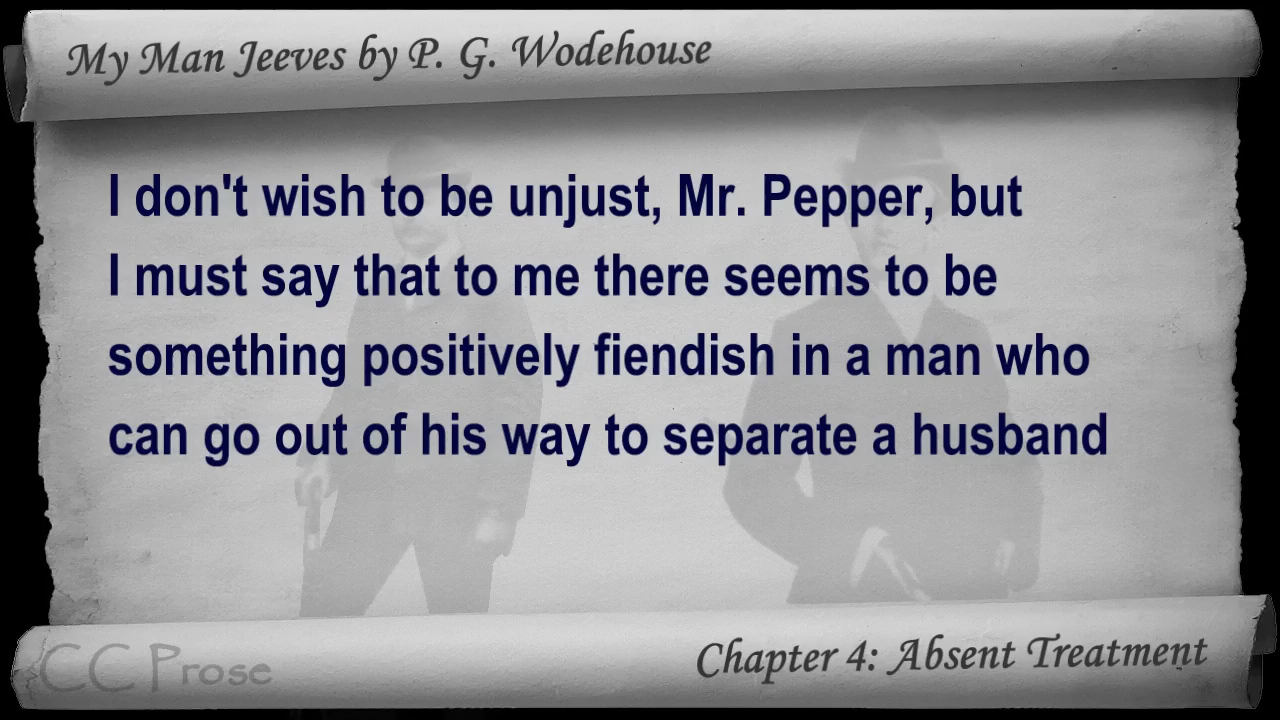 My Man Jeeves by P. G. Wodehouse
I don't wish to be unjust, Mr. Pepper, but
I must say that to me there seems to be
something positively fiendish in a man who
can go out of his way to separate a husband
CC Prose
Chapter 4: Absent Treatment